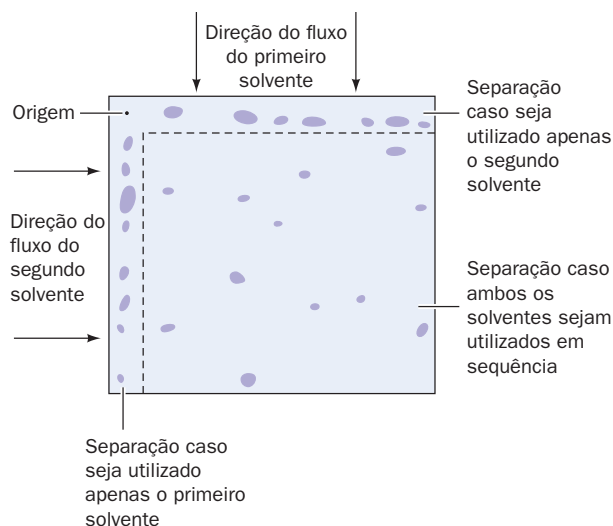 Direção do fluxo
do primeiro
solvente
Origem
Separação
caso seja
utilizado apenas
o segundo
solvente
Direção do
fluxo do
segundo
solvente
Separação caso
ambos os
solventes sejam
utilizados em
sequência
Separação caso
seja utilizado
apenas o primeiro
solvente